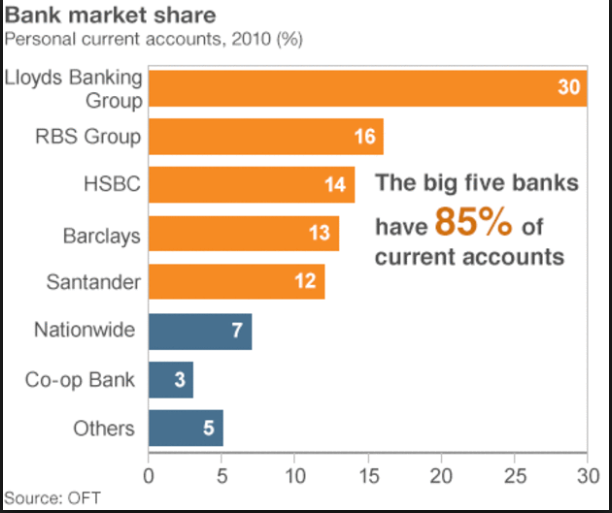 Bank market share
Personal current accounts, 2010 (%)
Lloyds Banking
Group
30
RBS Group
16
HSBC
14
The big five banks
have 85% of
current accounts
Barclays
13
Santander
12
Nationwide
7
Co-op Bank
3
Others
5
0 5 10 15 20 25 30
Source: OFT